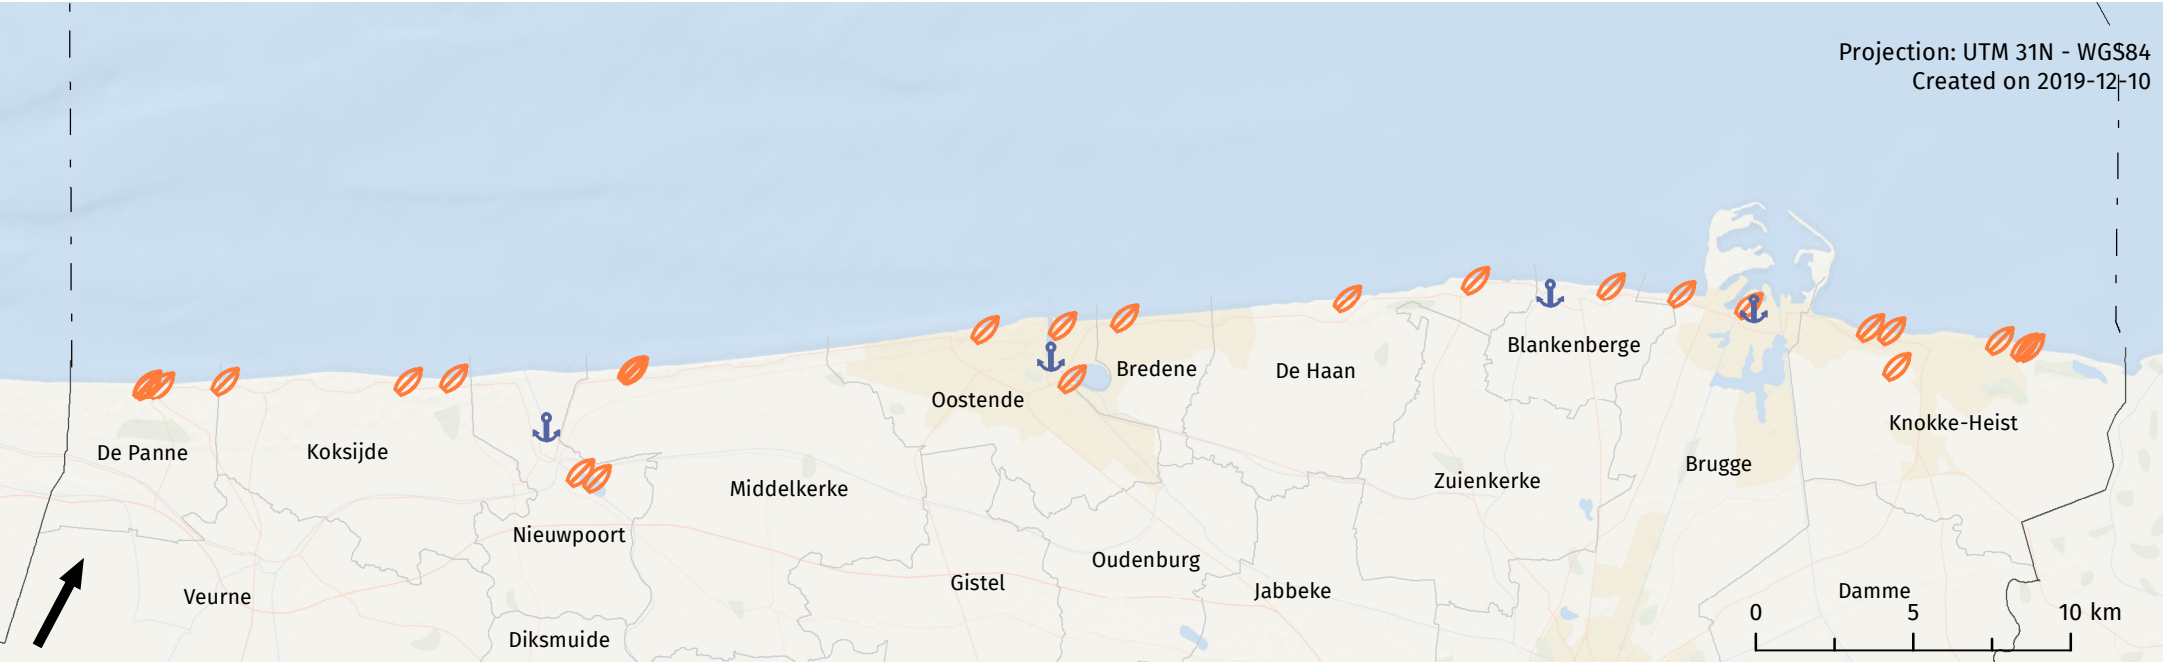 Projection: UTM 31N - WGS84
Created on 2019-12-10
Blankenberge
Bredene
De Haan
Oostende
Knokke-Heist
De Panne
Koksijde
Brugge
Zuienkerke
Middelkerke
Nieuwpoort
Oudenburg
Gistel
Jabbeke
Damme
Veurne
0 5 10 km
Diksmuide